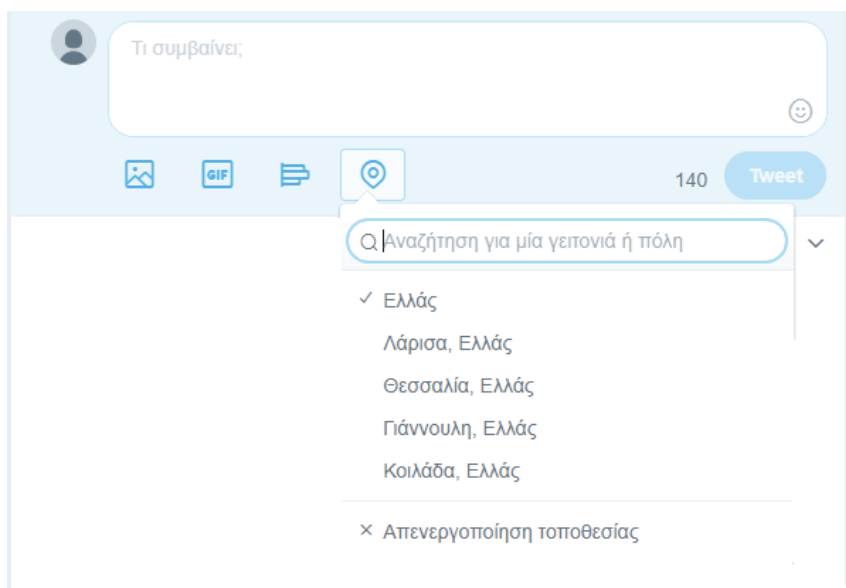 Τι συμβαίνει;
GIF
140 Tweet
Αναζήτηση για μία γειτονιά ή πόλη
Ελλάς
Λάρισα, Ελλάς
Θεσσαλία, Ελλάς
Γιάννουλη, Ελλάς
Κοιλάδα, Ελλάς
Απενεργοποίηση τοποθεσίας